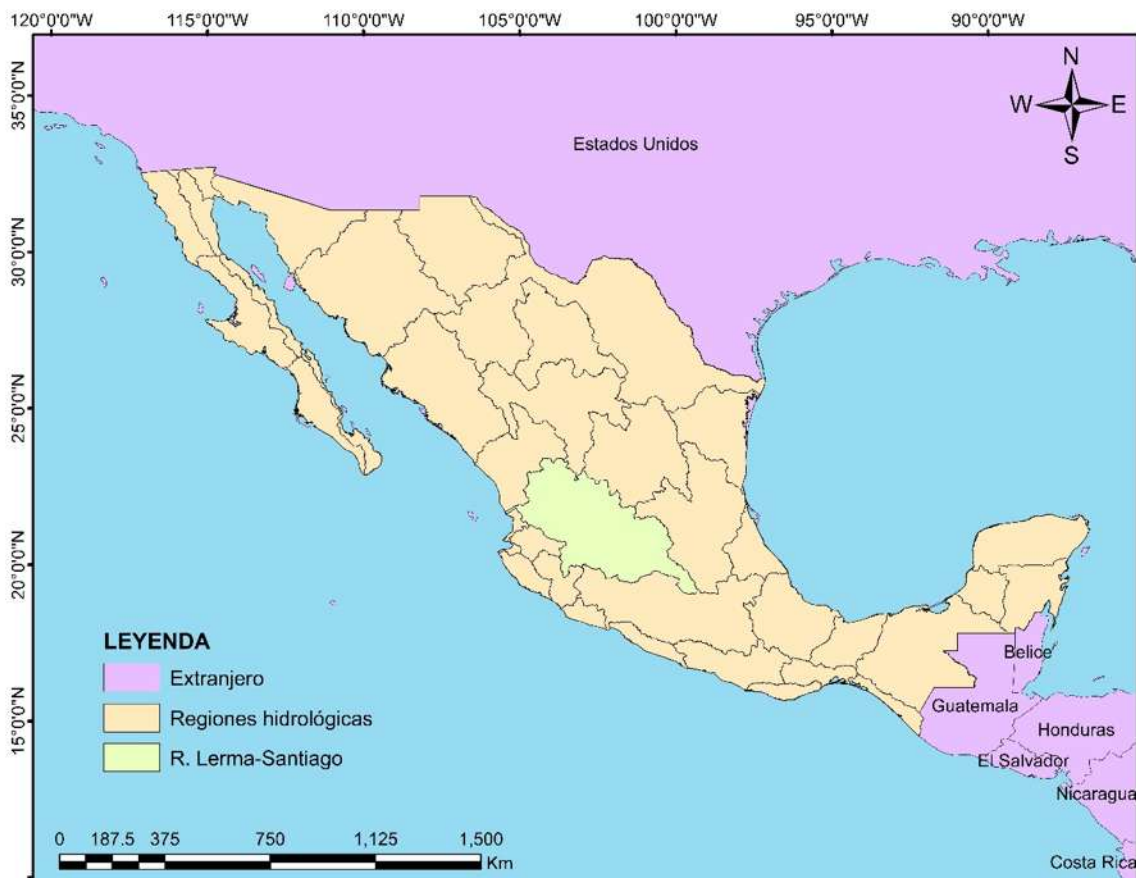 120°0'0"W 115°0'0"W 110°0'0"W 105°0'0"W 100°0'0"W 95°0'0"W 90°0'0"W
35°0'0"N
30°0'0"N
25°0'0"N
20°0'0"N
15°0'0"N
N
W E
S
Estados Unidos
Belice
Guatemala
Honduras
El Salvador
Nicaragua
Costa Rica
LEYENDA
Extranjero
Regiones hidrológicas
R. Lerma-Santiago
0 187.5 375 750 1,125 1,500
Km